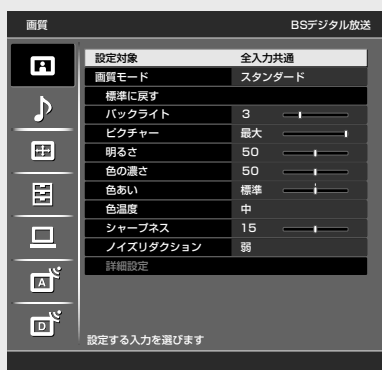 画質 BSデジタル放送
設定対象 全入力共通
画質モード スタンダード
標準に戻す
バックライト 3
ピクチャー 最大
明るさ 50
色の濃さ 50
色あい 標準
色温度 中
シャープネス 15
ノイズリダクション 弱
詳細設定
A
D
設定する入力を選びます